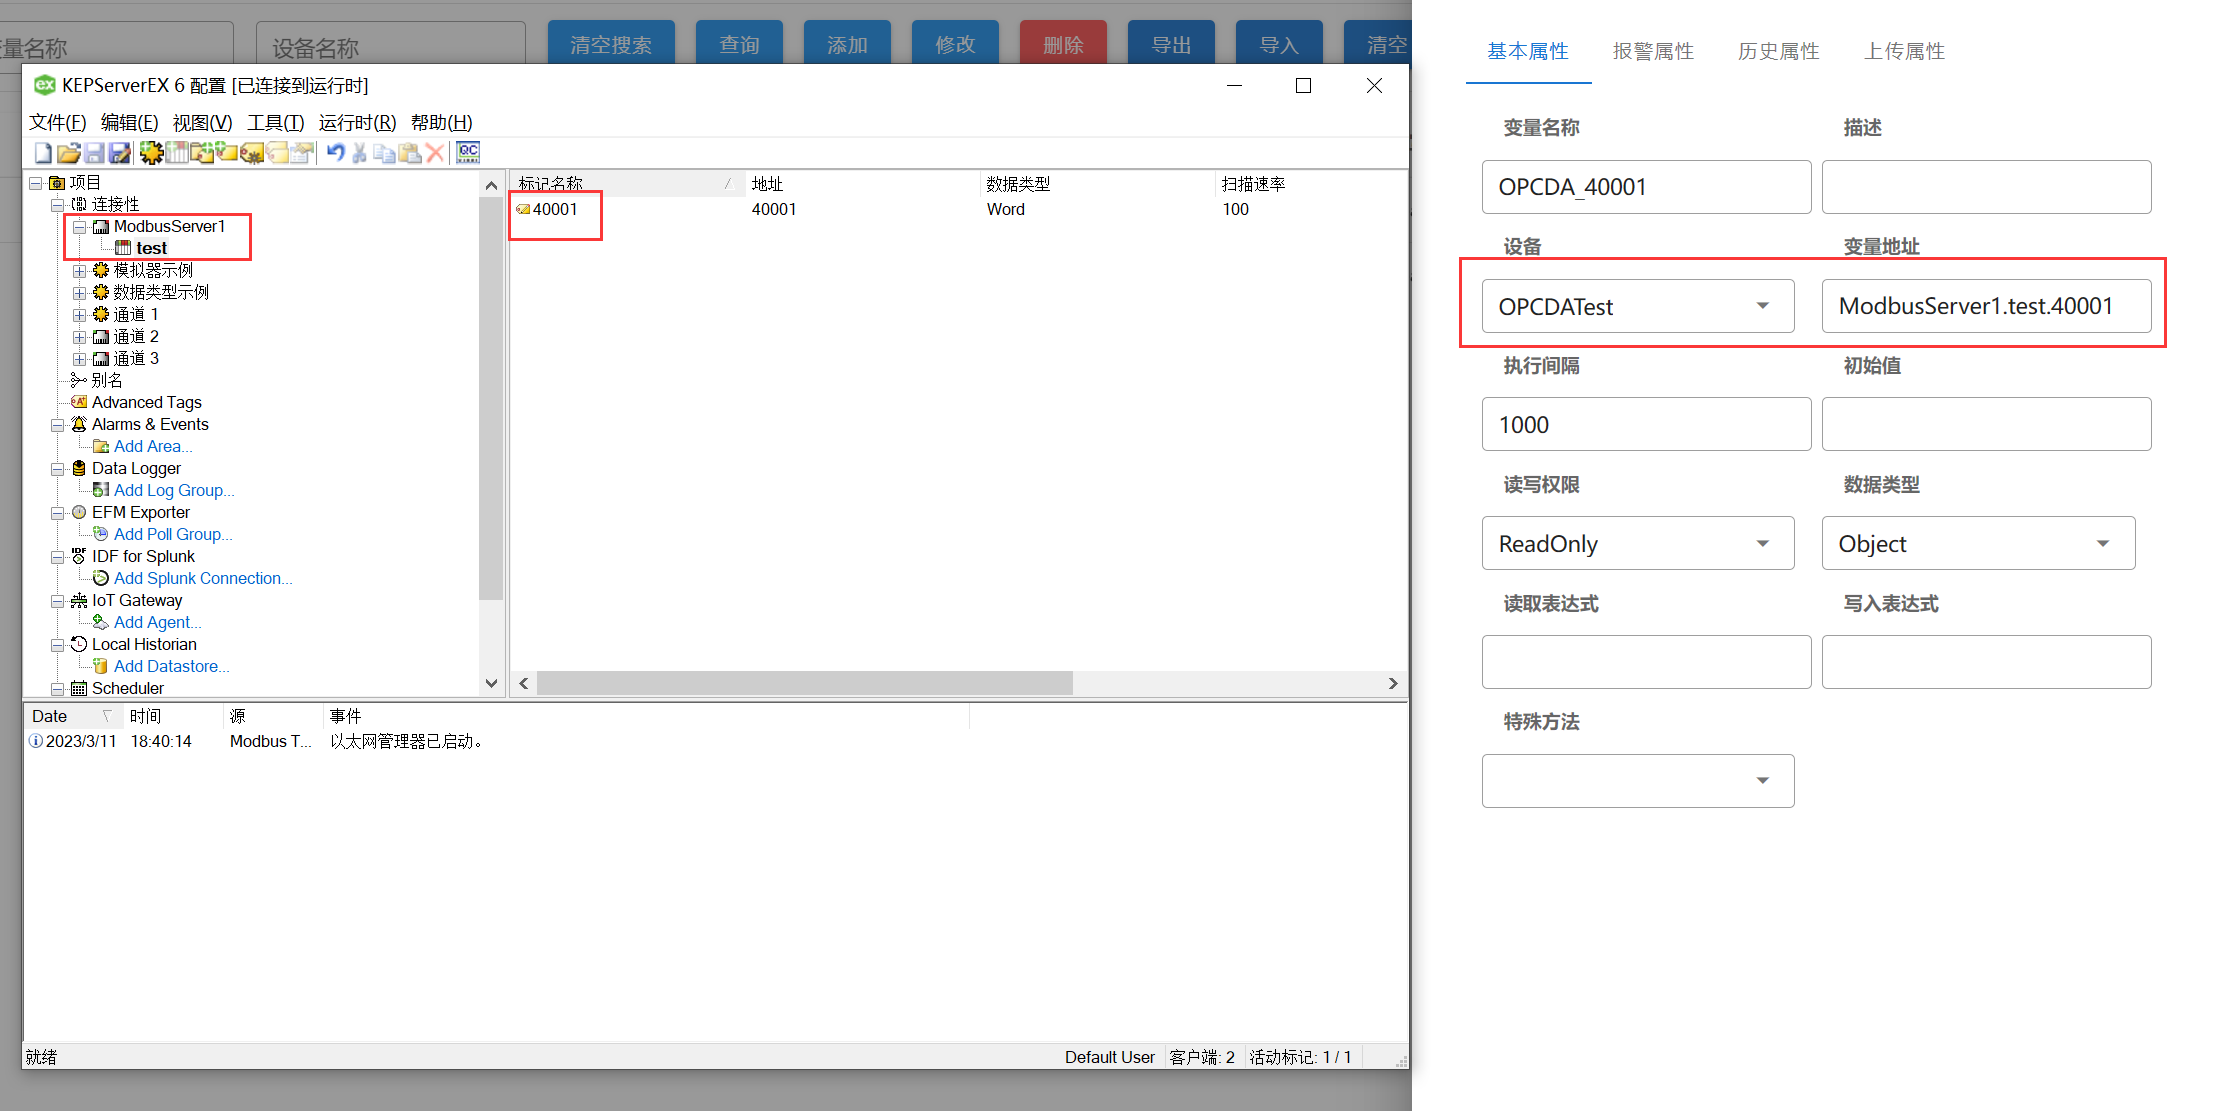 变量名称
设备名称
清空搜索
查询
添加
修改
删除
导出
导入
清空
KEPServerEX 6 配置 [已连接到运行时]
文件(F) 编辑(E) 视图(V) 工具(T) 运行时(R) 帮助(H)
项目
连接性
ModbusServer1
test
模拟器示例
数据类型示例
通道 1
通道 2
通道 3
别名
Advanced Tags
Alarms & Events
Add Area...
Data Logger
Add Log Group...
EFM Exporter
Add Poll Group...
IDF for Splunk
Add Splunk Connection...
IoT Gateway
Add Agent...
Local Historian
Add Datastore...
Scheduler
标记名称 地址 数据类型 扫描速率
40001 40001 Word 100
Date 时间 源 事件
2023/3/11 18:40:14 Modbus T... 以太网管理器已启动。
就绪
Default User 客户端: 2 活动标记: 1 / 1
基本属性 报警属性 历史属性 上传属性
变量名称 描述
OPCDA_40001
设备 变量地址
OPCDATest ModbusServer1.test.40001
执行间隔 初始值
1000
读写权限 数据类型
ReadOnly Object
读取表达式 写入表达式
特殊方法